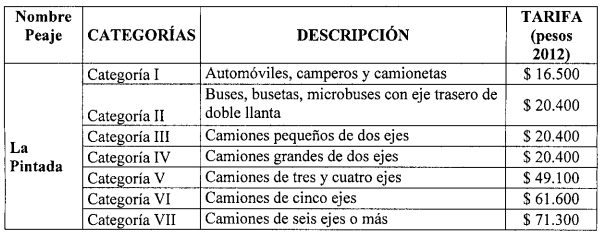 Nombre Peaje CATEGORÍAS DESCRIPCIÓN TARIFA (pesos 2012)
La Pintada
Categoría I Automóviles, camperos y camionetas $ 16.500
Categoría II Buses, busetas, microbuses con eje trasero de doble llanta $ 20.400
Categoría III Camiones pequeños de dos ejes $ 20.400
Categoría IV Camiones grandes de dos ejes $ 20.400
Categoría V Camiones de tres y cuatro ejes $ 49.100
Categoría VI Camiones de cinco ejes $ 61.600
Categoría VII Camiones de seis ejes o más $ 71.300